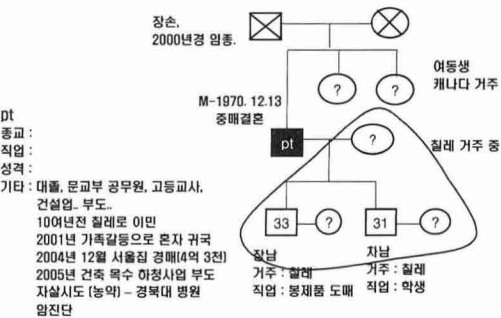 장손,
2000년경 임종.
?
?
여동생
캐나다 거주
M-1970. 12.13
중매결혼
pt
?
칠레 거주 중
pt
종교 :
직업 :
성격 :
기타 : 대졸, 문교부 공무원, 고등교사,
건설업.. 부도..
10여년전 칠레로 이민
2001년 가족갈등으로 혼자 귀국
2004년 12월 서울집 경매(4억 3천)
2005년 건축 목수 하청사업 부도
자살시도 (농약) – 경북대 병원
암진단
33
?
31
?
장남
거주 : 칠레
직업 : 봉제품 도매
차남
거주 : 칠레
직업 : 학생